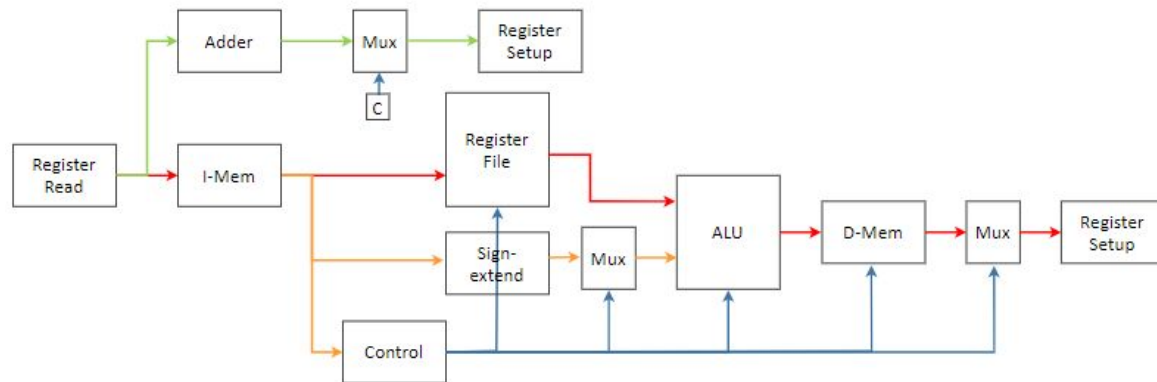 Adder
Mux
Register
Setup
C
Register
Read
I-Mem
Register
File
ALU
D-Mem
Mux
Register
Setup
Sign-
extend
Mux
Control